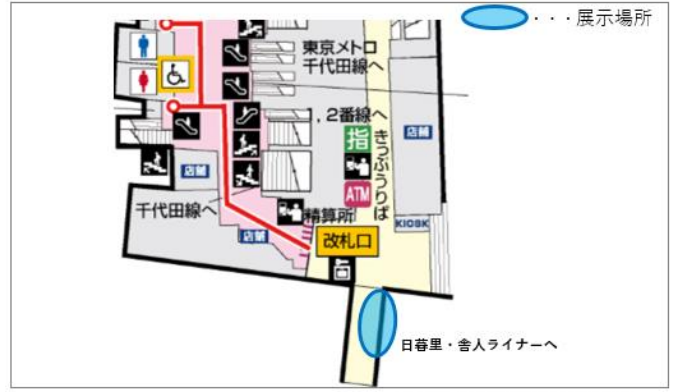 ・・・展示場所
東京メトロ
千代田線へ
,2番線へ
指
きっぷうりば
ATM
店舗
店舗
千代田線へ
精算所
店舗
KIOSK
改札口
日暮里・舎人ライナーへ